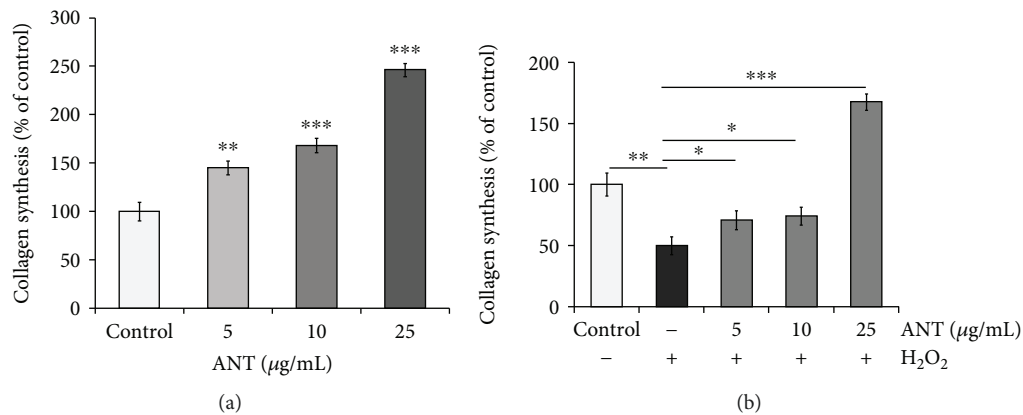 Collagen synthesis (% of control)
300
250
200
150
100
50
0
**
***
***
Control 5 10 25
ANT (μg/mL)
(a)
Collagen synthesis (% of control)
200
150
100
50
0
***
*
*
**
Control – 5 10 25 ANT (μg/mL)
– + + + + H₂O₂
(b)